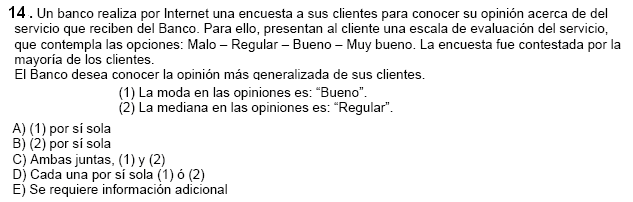 14 . Un banco realiza por Internet una encuesta a sus clientes para conocer su opinión acerca de del
servicio que reciben del Banco. Para ello, presentan al cliente una escala de evaluación del servicio,
que contempla las opciones: Malo – Regular – Bueno – Muy bueno. La encuesta fue contestada por la
mayoría de los clientes.
El Banco desea conocer la opinión más generalizada de sus clientes.
(1) La moda en las opiniones es: “Bueno”.
(2) La mediana en las opiniones es: “Regular”.
A) (1) por sí sola
B) (2) por sí sola
C) Ambas juntas, (1) y (2)
D) Cada una por sí sola (1) ó (2)
E) Se requiere información adicional